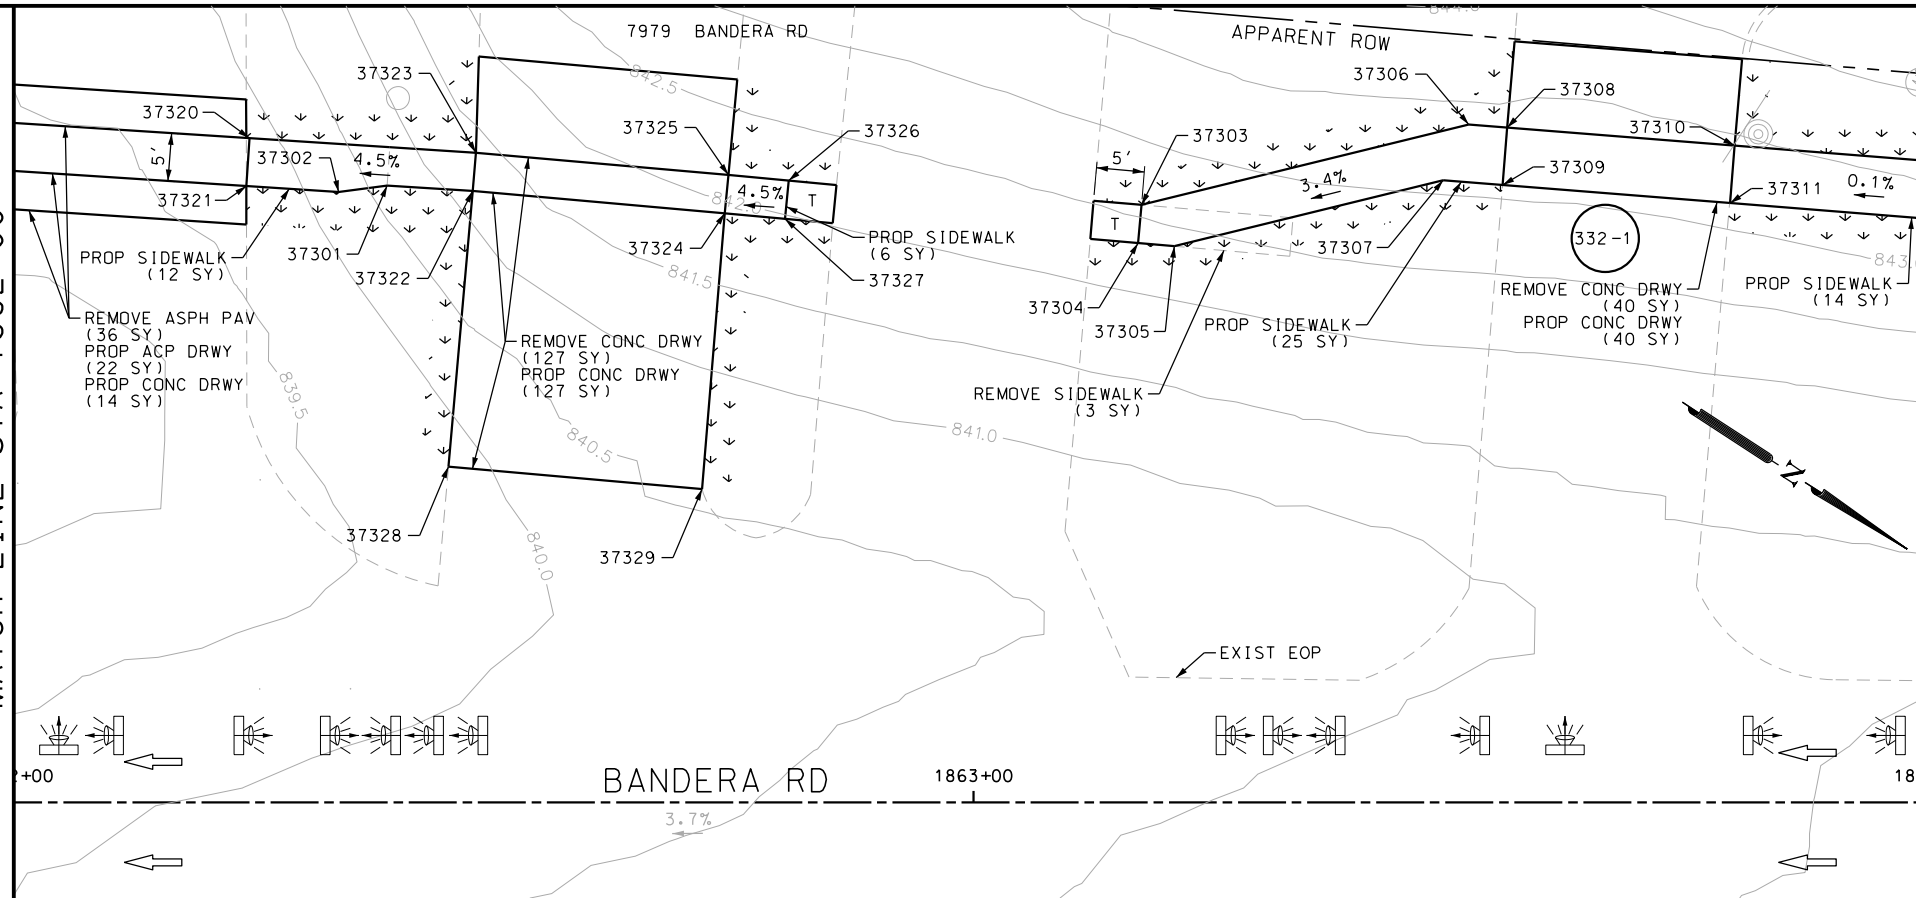 7979 BANDERA RD
APPARENT ROW
844.0
37323
842.5
37306
37308
37320
37325
37326
37303
37310
5'
37302
4.5%
5'
37309
37321
4.5%
T
3.4%
37311
0.1%
842.0
T
332-1
PROP SIDEWALK
(12 SY)
37301
37322
37324
PROP SIDEWALK
(6 SY)
37327
37307
843.
841.5
37304
37305
PROP SIDEWALK
(25 SY)
REMOVE CONC DRWY
(40 SY)
PROP CONC DRWY
(40 SY)
PROP SIDEWALK
(14 SY)
REMOVE ASPH PAV
(36 SY)
PROP ACP DRWY
(22 SY)
PROP CONC DRWY
(14 SY)
REMOVE CONC DRWY
(127 SY)
PROP CONC DRWY
(127 SY)
839.5
REMOVE SIDEWALK
(3 SY)
840.5
841.0
N
37328
37329
840.0
EXIST EOP
+00
BANDERA RD
1863+00
18
3.7%